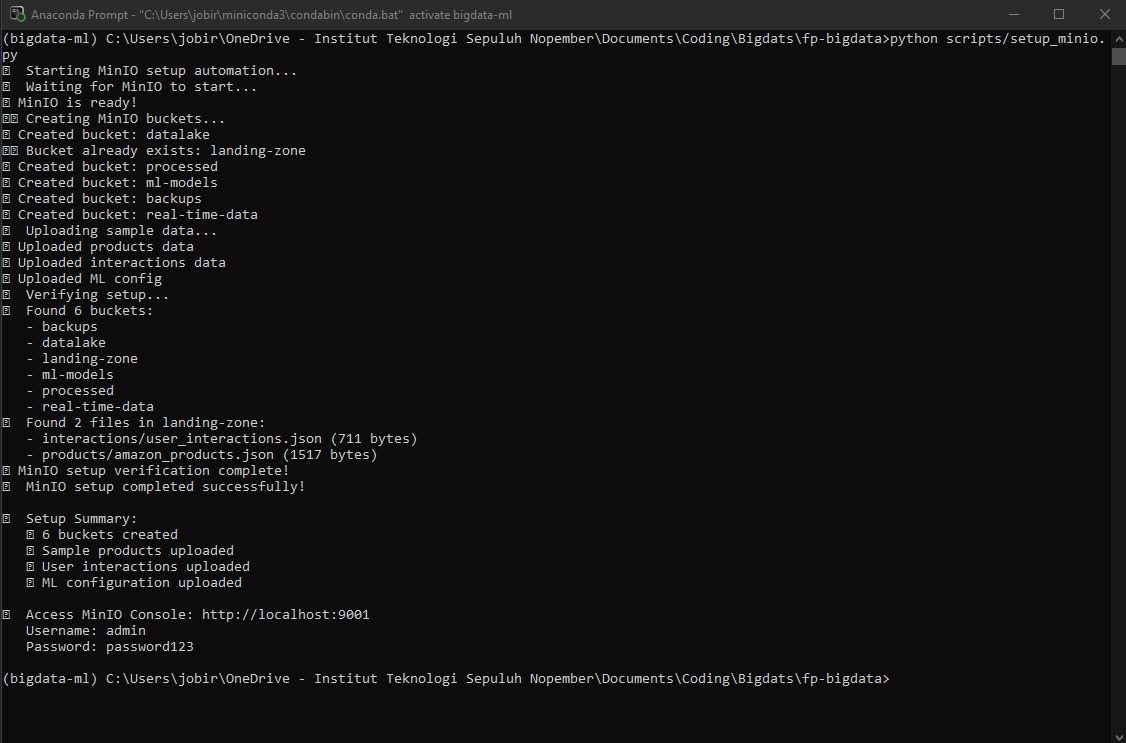 Anaconda Prompt - "C:\Users\jobir\miniconda3\condabin\conda.bat" activate bigdata-ml
(bigdata-ml) C:\Users\jobir\OneDrive - Institut Teknologi Sepuluh Nopember\Documents\Coding\Bigdats\fp-bigdata>python scripts/setup_minio.
py
Starting MinIO setup automation...
Waiting for MinIO to start...
MinIO is ready!
Creating MinIO buckets...
Created bucket: datalake
Bucket already exists: landing-zone
Created bucket: processed
Created bucket: ml-models
Created bucket: backups
Created bucket: real-time-data
Uploading sample data...
Uploaded products data
Uploaded interactions data
Uploaded ML config
Verifying setup...
Found 6 buckets:
- backups
- datalake
- landing-zone
- ml-models
- processed
- real-time-data
Found 2 files in landing-zone:
- interactions/user_interactions.json (711 bytes)
- products/amazon_products.json (1517 bytes)
MinIO setup verification complete!
MinIO setup completed successfully!
Setup Summary:
6 buckets created
Sample products uploaded
User interactions uploaded
ML configuration uploaded
Access MinIO Console: http://localhost:9001
Username: admin
Password: password123
(bigdata-ml) C:\Users\jobir\OneDrive - Institut Teknologi Sepuluh Nopember\Documents\Coding\Bigdats\fp-bigdata>